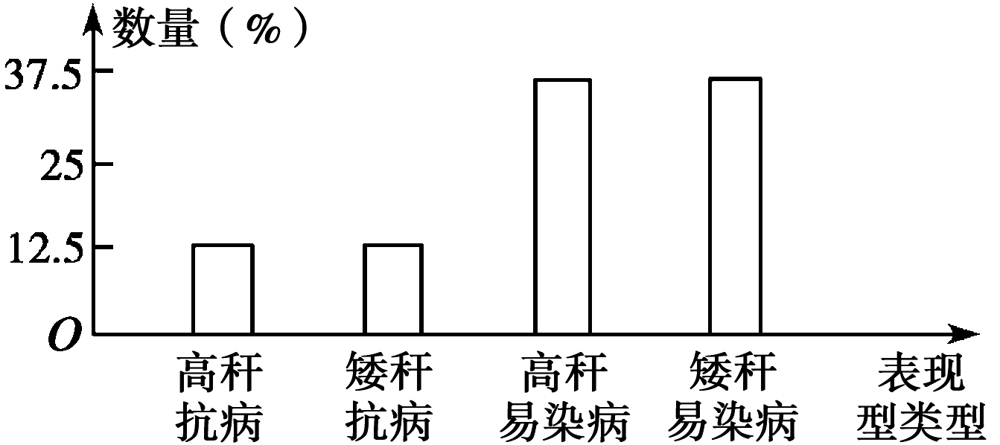 数量（%）
37.5
25
12.5
O
高秆 矮秆 高秆 矮秆 表现
抗病 抗病 易染病 易染病 型类型